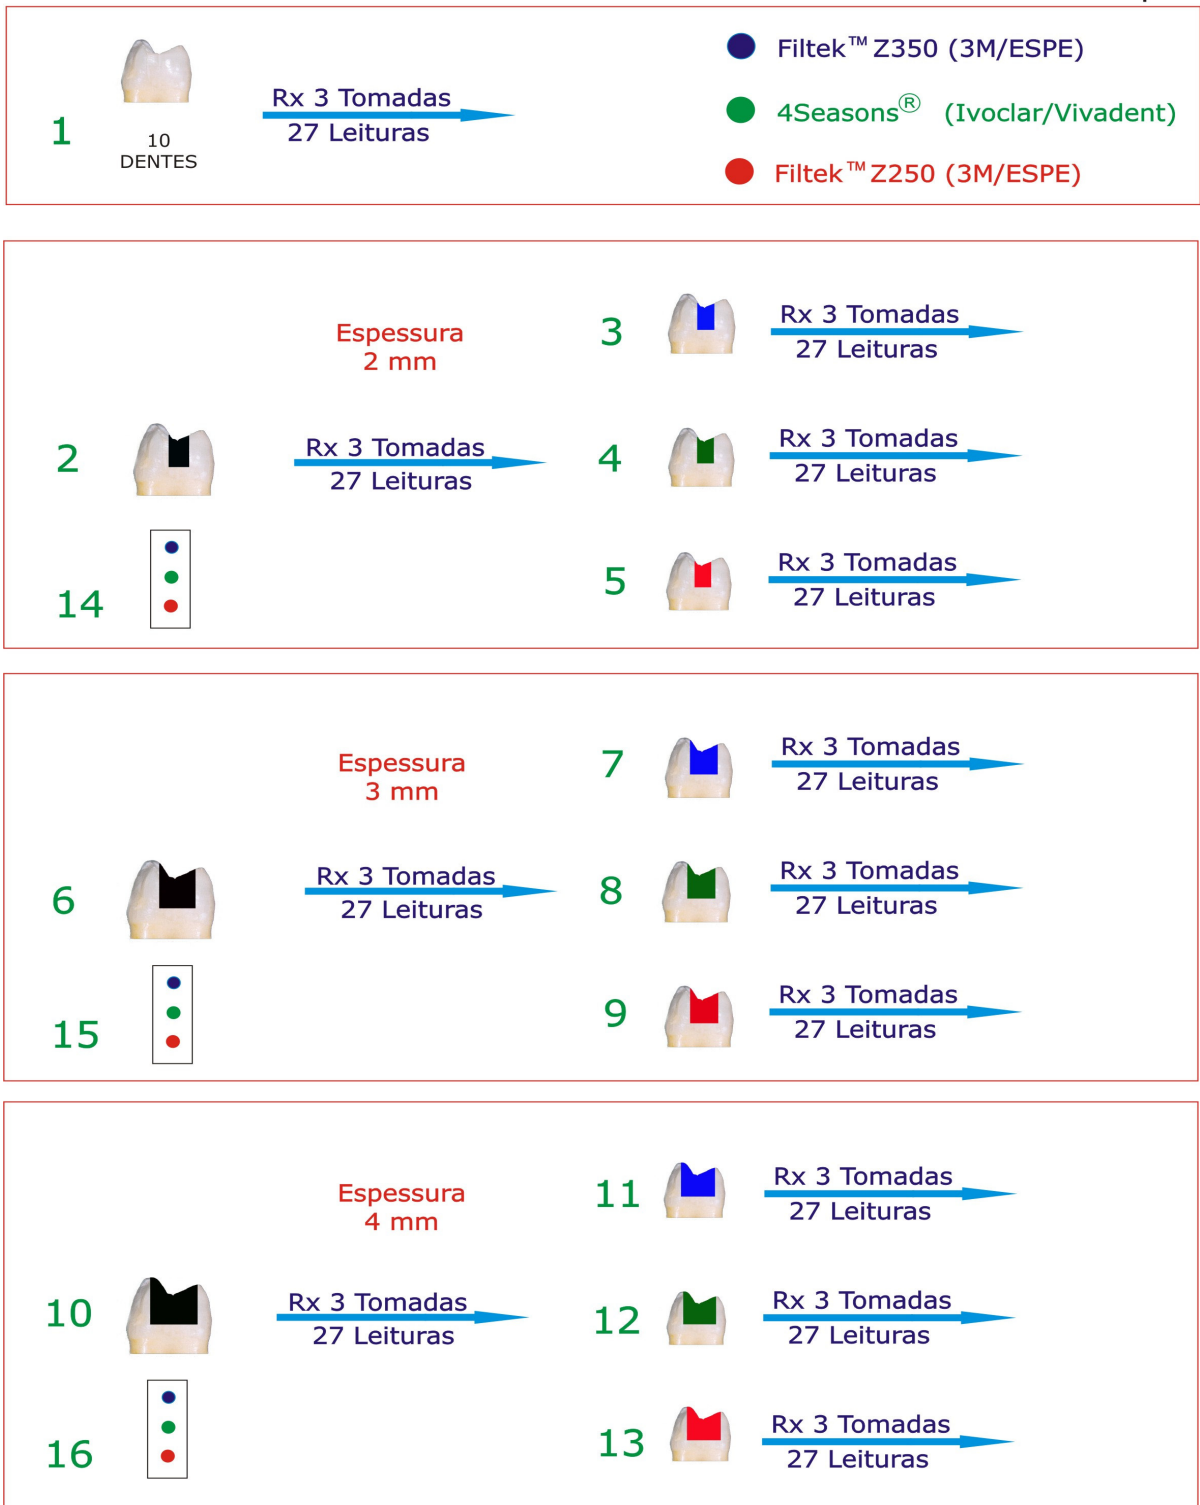 1
10
DENTES
Rx 3 Tomadas
27 Leituras
Filtek™ Z350 (3M/ESPE)
4Seasons® (Ivoclar/Vivadent)
Filtek™ Z250 (3M/ESPE)
2
Espessura
2 mm
Rx 3 Tomadas
27 Leituras
14
3
Rx 3 Tomadas
27 Leituras
4
Rx 3 Tomadas
27 Leituras
5
Rx 3 Tomadas
27 Leituras
6
Espessura
3 mm
Rx 3 Tomadas
27 Leituras
15
7
Rx 3 Tomadas
27 Leituras
8
Rx 3 Tomadas
27 Leituras
9
Rx 3 Tomadas
27 Leituras
10
Espessura
4 mm
Rx 3 Tomadas
27 Leituras
16
11
Rx 3 Tomadas
27 Leituras
12
Rx 3 Tomadas
27 Leituras
13
Rx 3 Tomadas
27 Leituras